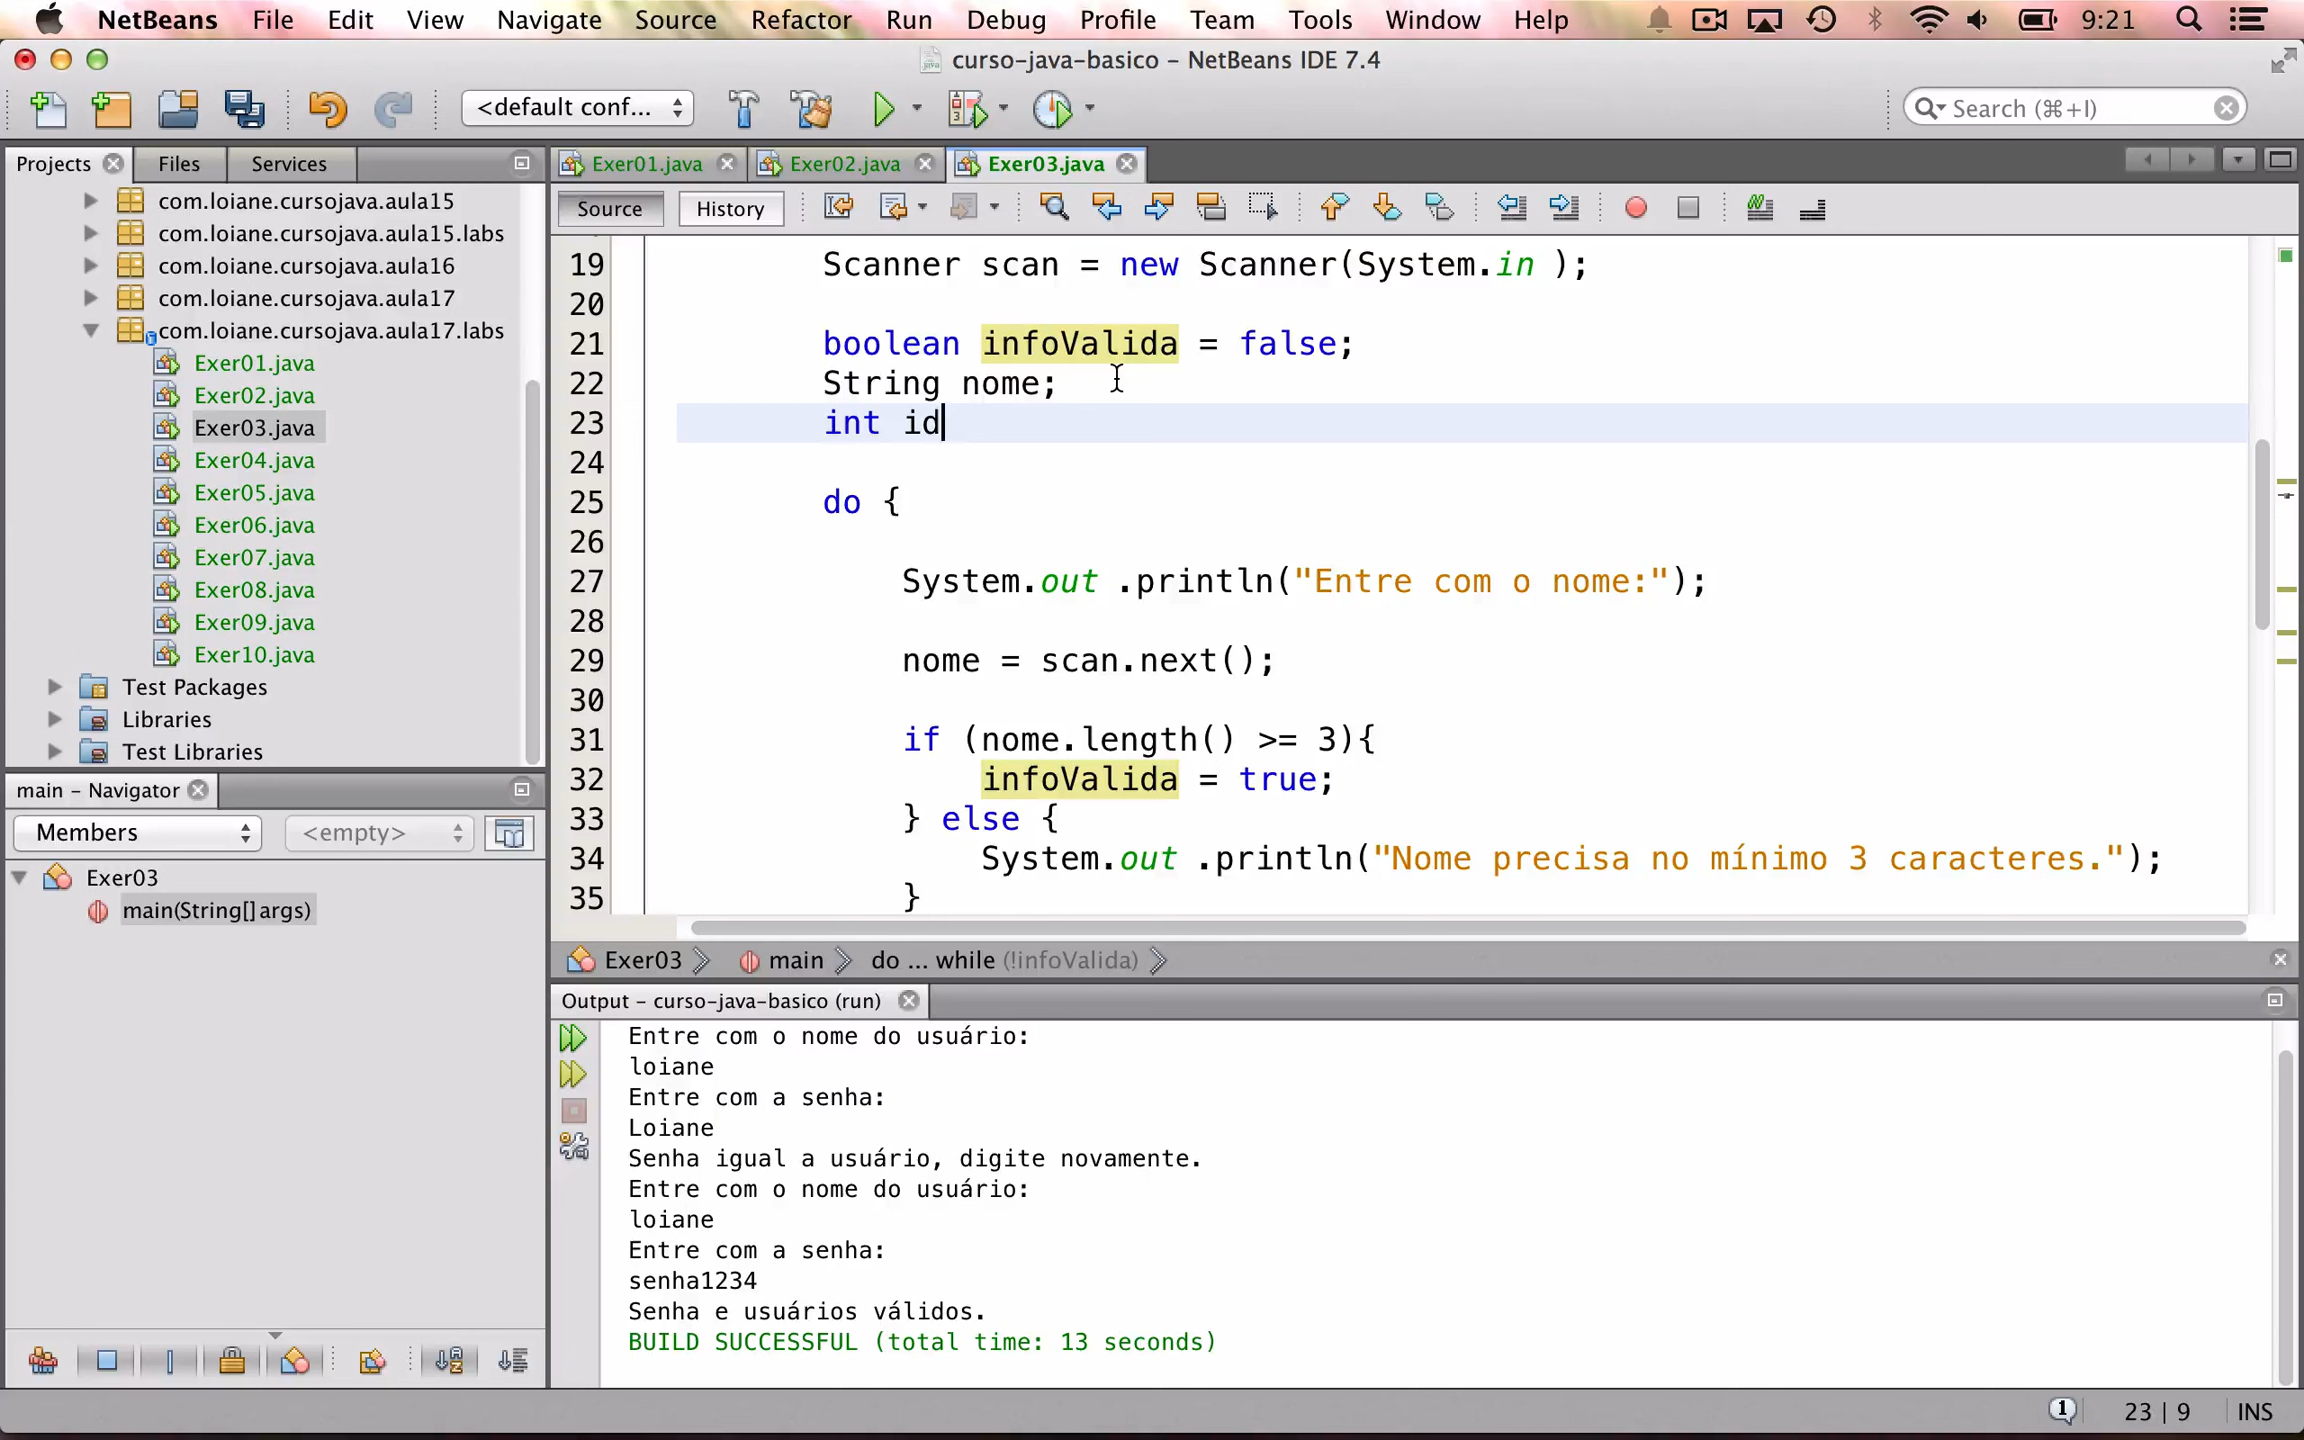 NetBeans File Edit View Navigate Source Refactor Run Debug Profile Team Tools Window Help 9:21
curso-java-basico – NetBeans IDE 7.4
<default conf... Search (⌘+I)
Projects Files Services
com.loiane.cursojava.aula15
com.loiane.cursojava.aula15.labs
com.loiane.cursojava.aula16
com.loiane.cursojava.aula17
com.loiane.cursojava.aula17.labs
Exer01.java
Exer02.java
Exer03.java
Exer04.java
Exer05.java
Exer06.java
Exer07.java
Exer08.java
Exer09.java
Exer10.java
Test Packages
Libraries
Test Libraries
main – Navigator
Members <empty>
Exer03
main(String[] args)
Exer01.java Exer02.java Exer03.java
Source History
19 Scanner scan = new Scanner(System.in );
20
21 boolean infoValida = false;
22 String nome;
23 int id
24
25 do {
26
27 System.out .println("Entre com o nome:");
28
29 nome = scan.next();
30
31 if (nome.length() >= 3){
32 infoValida = true;
33 } else {
34 System.out .println("Nome precisa no mínimo 3 caracteres.");
35 }
Exer03 main do ... while (!infoValida)
Output – curso-java-basico (run)
Entre com o nome do usuário:
loiane
Entre com a senha:
Loiane
Senha igual a usuário, digite novamente.
Entre com o nome do usuário:
loiane
Entre com a senha:
senha1234
Senha e usuários válidos.
BUILD SUCCESSFUL (total time: 13 seconds)
1 23 | 9 INS